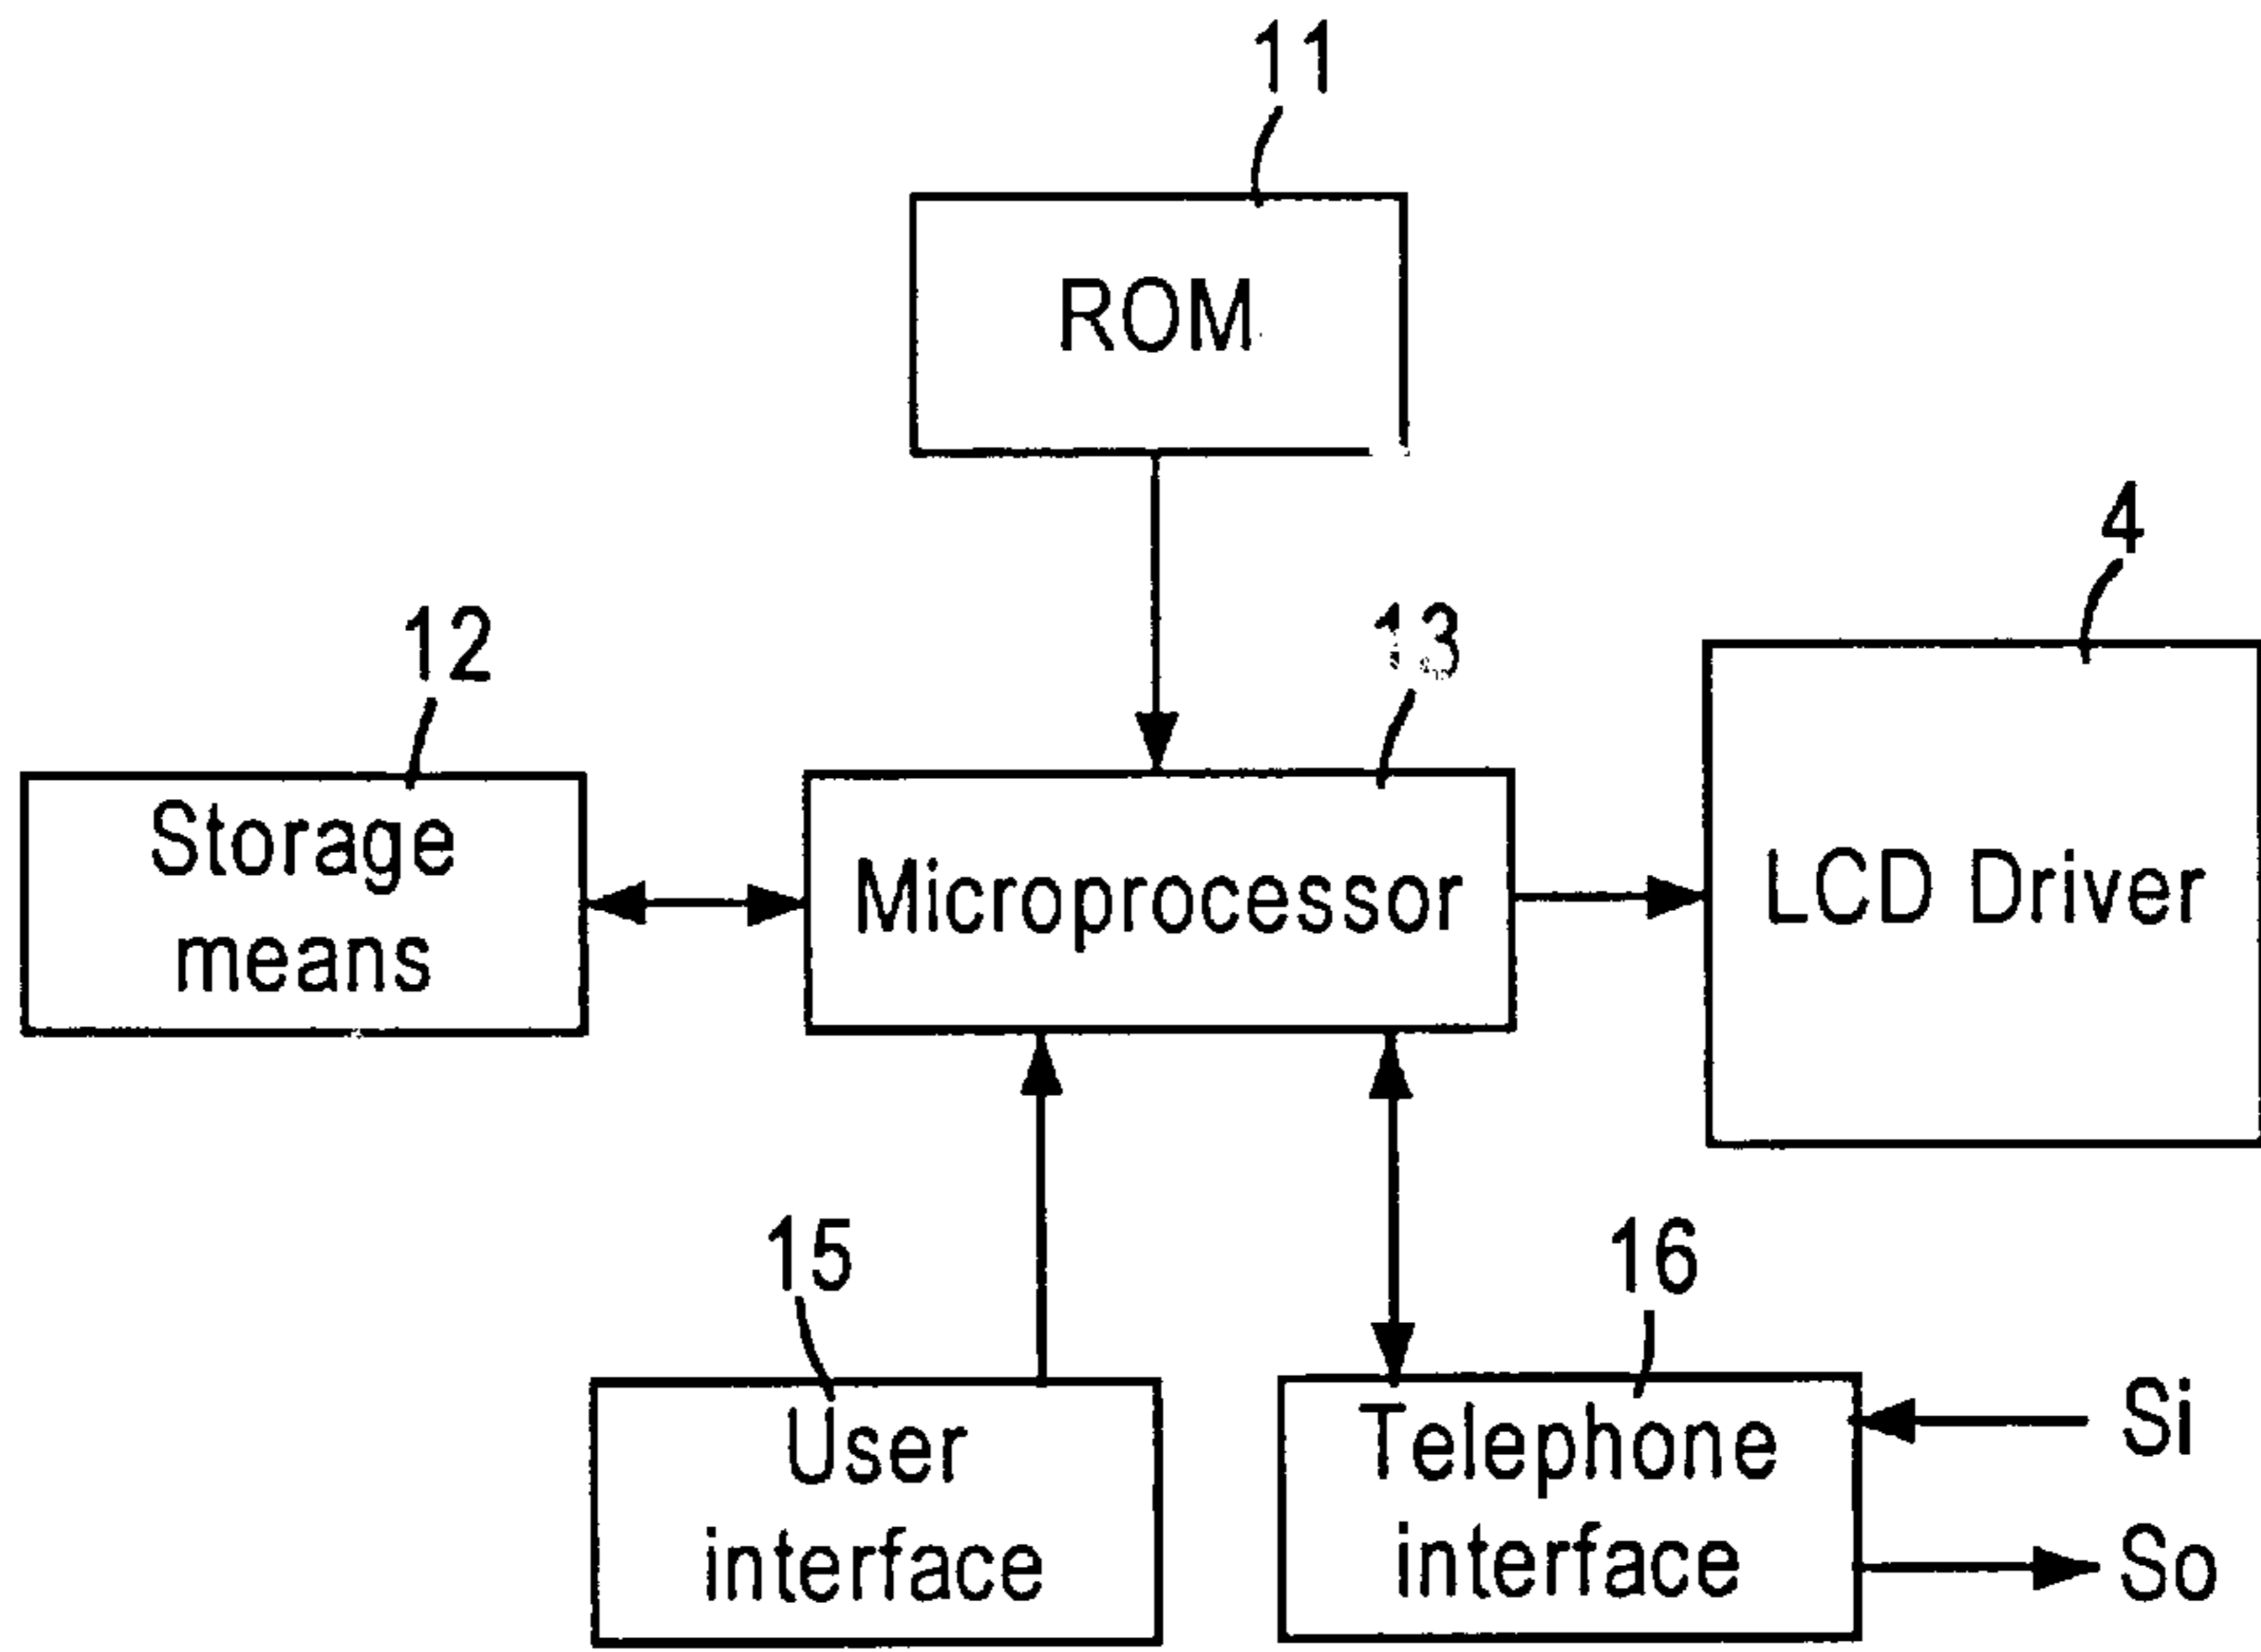 11
ROM
4
12
13
Storage
means
Microprocessor
LCD Driver
15
16
User
interface
Telephone
interface
Si
So